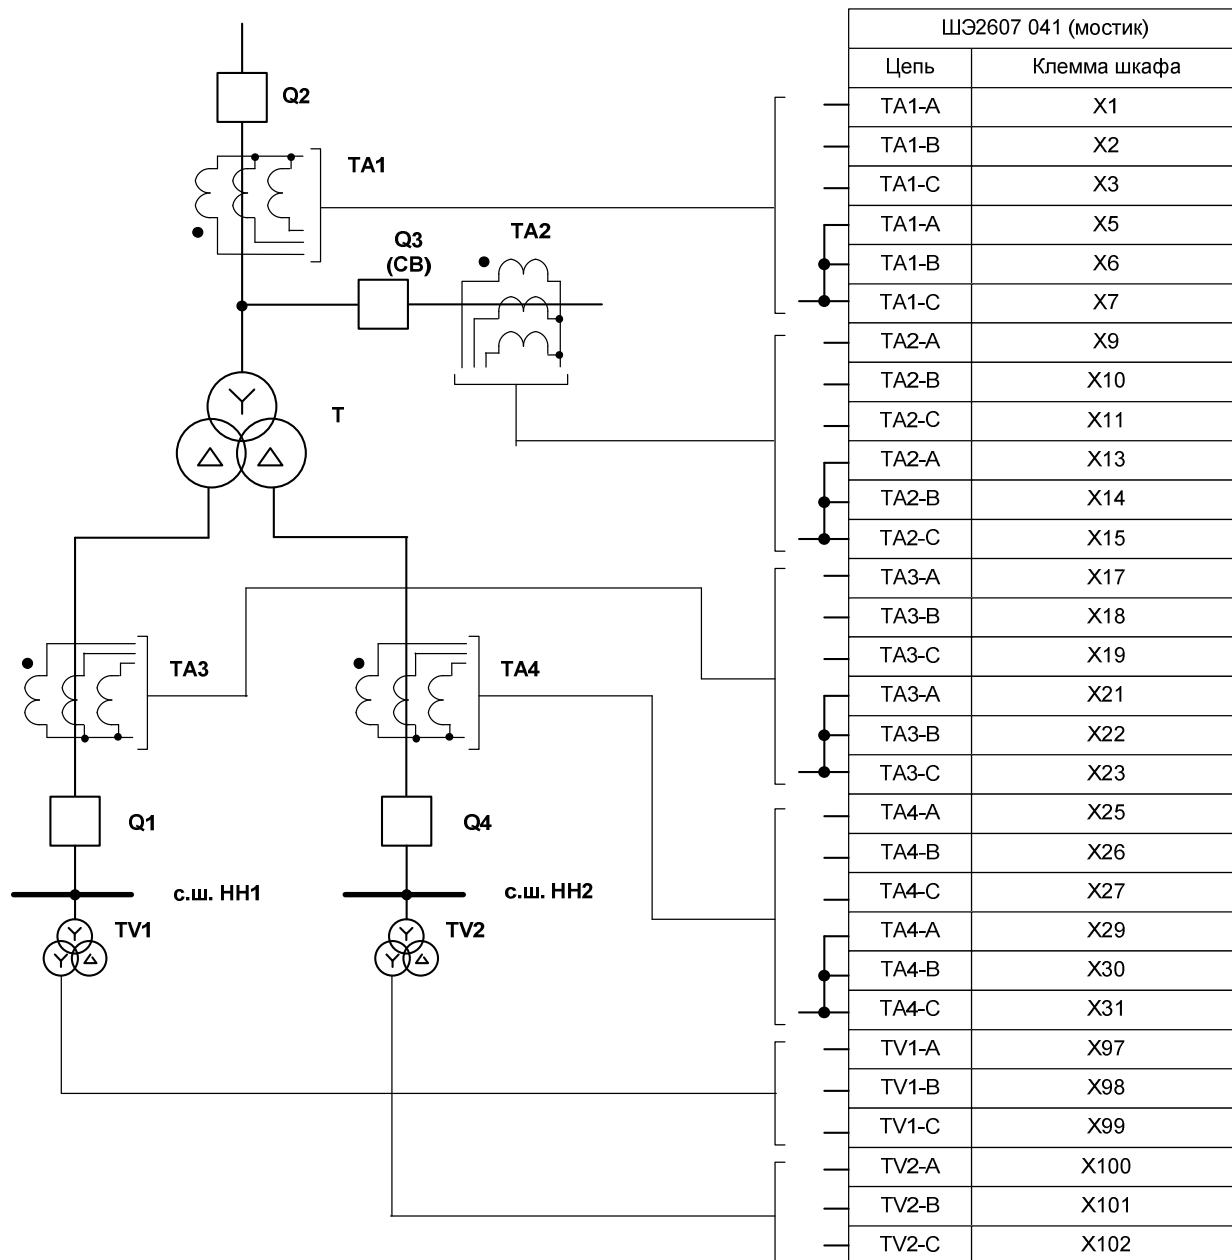 ШЭ2607 041 (мостик)
Цепь Клемма шкафа
TA1-A X1
TA1-B X2
TA1-C X3
TA1-A X5
TA1-B X6
TA1-C X7
TA2-A X9
TA2-B X10
TA2-C X11
TA2-A X13
TA2-B X14
TA2-C X15
TA3-A X17
TA3-B X18
TA3-C X19
TA3-A X21
TA3-B X22
TA3-C X23
TA4-A X25
TA4-B X26
TA4-C X27
TA4-A X29
TA4-B X30
TA4-C X31
TV1-A X97
TV1-B X98
TV1-C X99
TV2-A X100
TV2-B X101
TV2-C X102
Q2
TA1
Q3
(СВ)
TA2
T
TA3
TA4
Q1
Q4
с.ш. НН1
с.ш. НН2
TV1
TV2